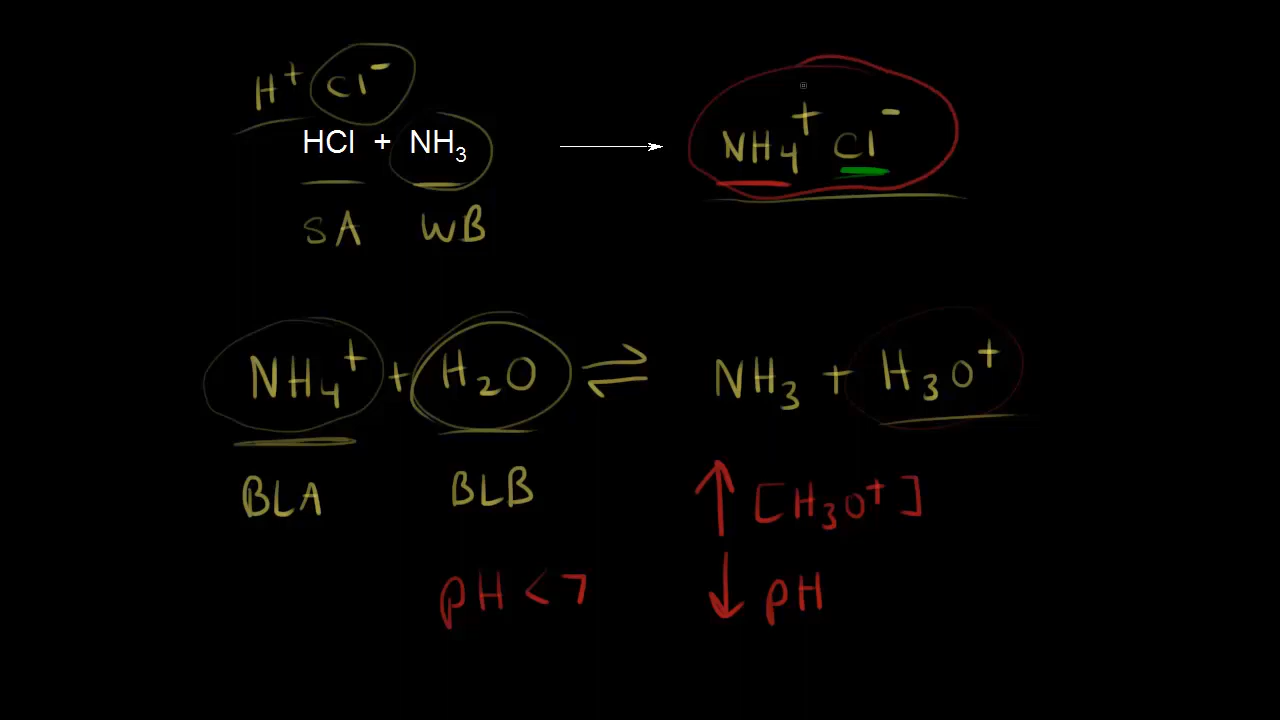 H⁺ Cl⁻
HCl + NH₃ → NH₄⁺ Cl⁻
SA WB
NH₄⁺ + H₂O ⇌ NH₃ + H₃O⁺
BLA BLB ↑ [H₃O⁺]
pH < 7 ↓ pH